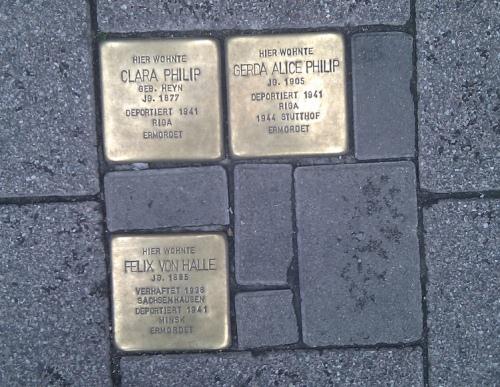 HIER WOHNTE
CLARA PHILIP
GEB. HEYN
JG. 1877
DEPORTIERT 1941
RIGA
ERMORDET
HIER WOHNTE
GERDA ALICE PHILIP
JG. 1905
DEPORTIERT 1941
RIGA
1944 STUTTHOF
ERMORDET
HIER WOHNTE
FELIX VON HALLE
JG. 1895
VERHAFTET 1938
SACHSENHAUSEN
DEPORTIERT 1941
MINSK
ERMORDET